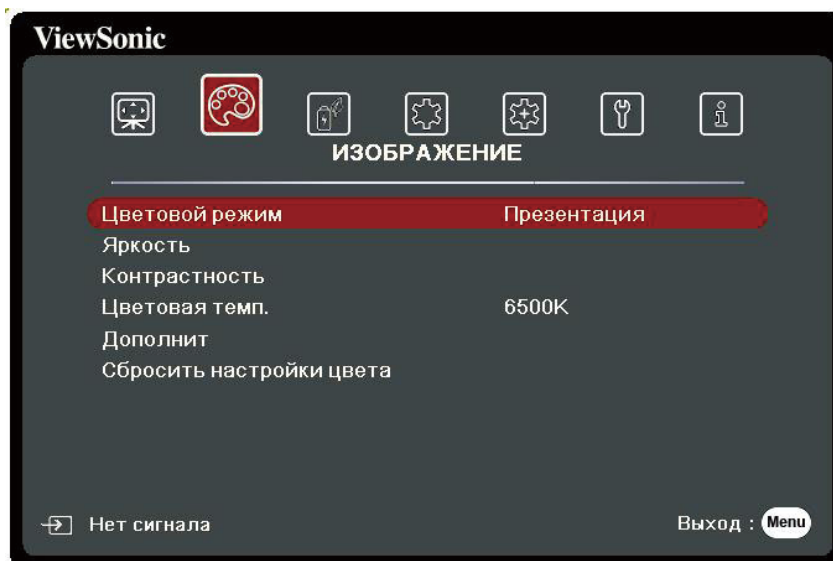 ViewSonic
ИЗОБРАЖЕНИЕ
Цветовой режим Презентация
Яркость
Контрастность
Цветовая темп. 6500K
Дополнит
Сбросить настройки цвета
Нет сигнала Выход : Menu